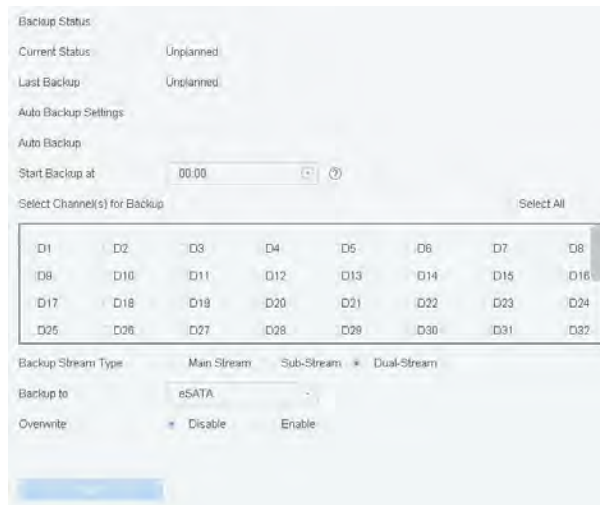 Backup Status
Current Status Unplanned
Last Backup Unplanned
Auto Backup Settings
Auto Backup
Start Backup at 00:00
Select Channel(s) for Backup Select All
D1 D2 D3 D4 D5 D6 D7 D8
D9 D10 D11 D12 D13 D14 D15 D16
D17 D18 D19 D20 D21 D22 D23 D24
D25 D26 D27 D28 D29 D30 D31 D32
Backup Stream Type Main Stream Sub-Stream Dual-Stream
Backup to eSATA
Overwrite Disable Enable